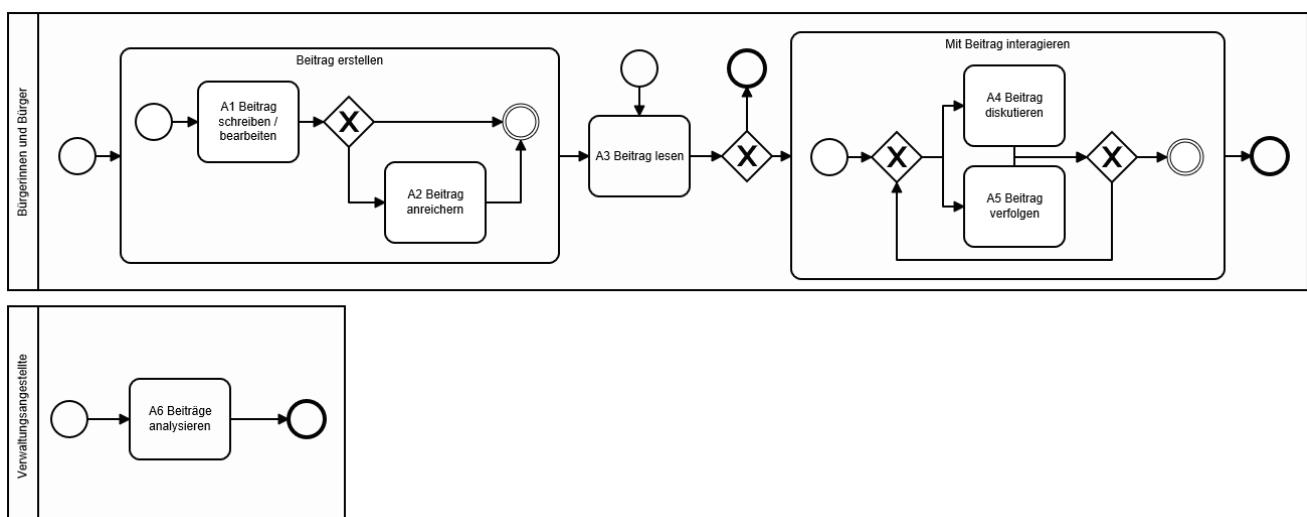 Bürgerinnen und Bürger
Beitrag erstellen
A1 Beitrag
schreiben /
bearbeiten
A2 Beitrag
anreichern
A3 Beitrag lesen
Mit Beitrag interagieren
A4 Beitrag
diskutieren
A5 Beitrag
verfolgen
Verwaltungsangestellte
A6 Beiträge
analysieren